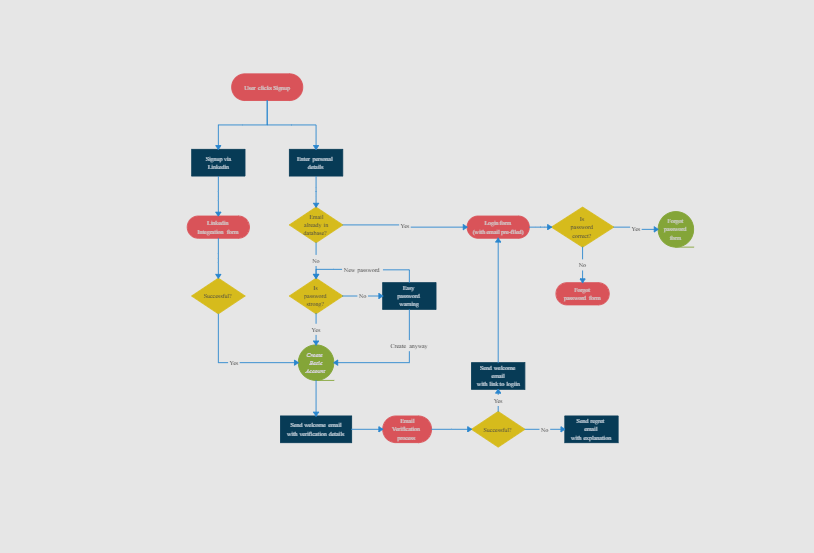 User clicks Signup
Signup via
LinkedIn
Enter personal
details
LinkedIn
Integration form
Email
already in
database?
Yes
Login form
(with email pre-filled)
Is
password
correct?
Yes
Forgot
password
form
No
Forgot
password form
No
New password
Successful?
Is
password
strong?
No
Easy
password
warning
Yes
Create anyway
Yes
Create
Basic
Account
Send welcome
email
with link to login
Yes
Send welcome email
with verification details
Email
Verification
process
Successful?
No
Send regret
email
with explanation